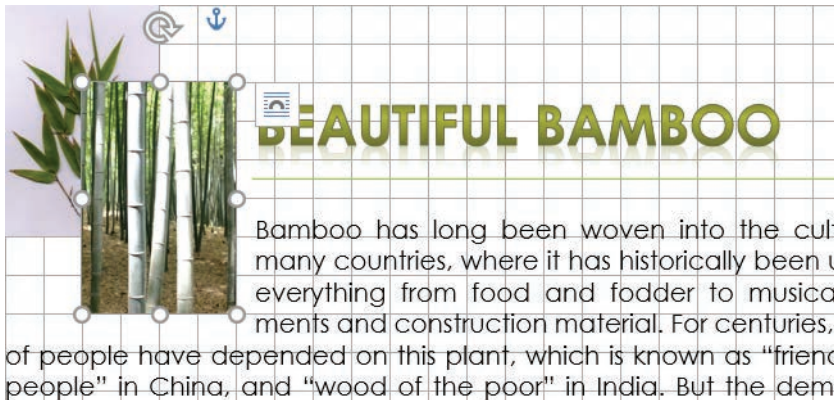 BEAUTIFUL BAMBOO
Bamboo has long been woven into the cult
many countries, where it has historically been u
everything from food and fodder to musica
ments and construction material. For centuries,
of people have depended on this plant, which is known as “friend
people” in China, and “wood of the poor” in India. But the dem